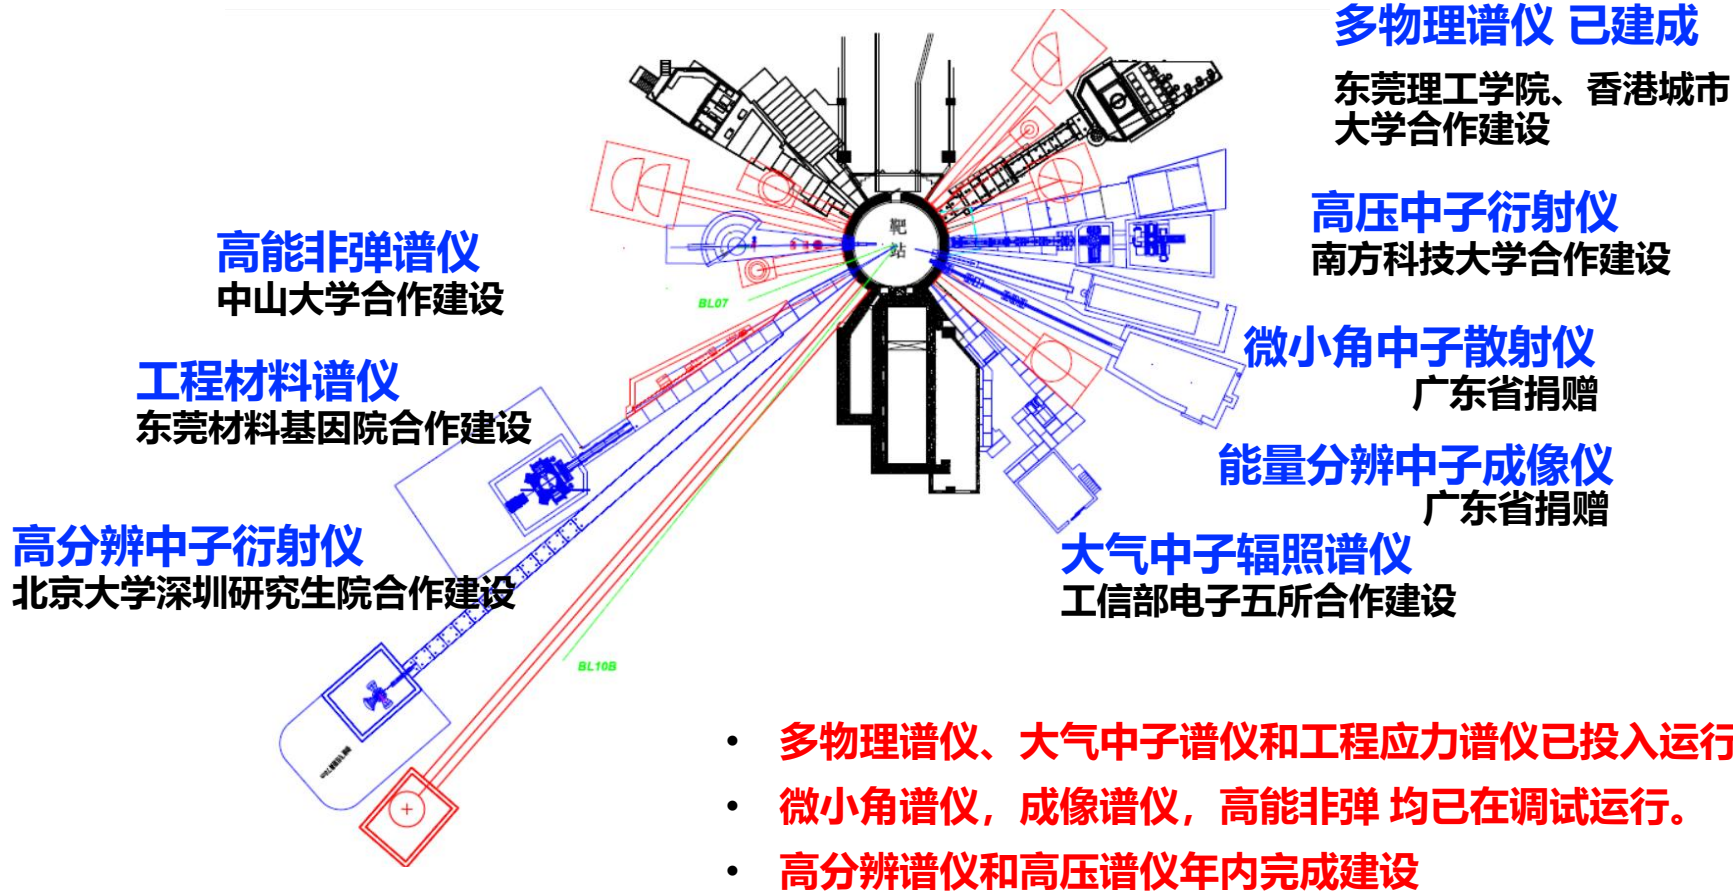 多物理谱仪 已建成
东莞理工学院、香港城市
大学合作建设
高压中子衍射仪
南方科技大学合作建设
靶
站
高能非弹谱仪
中山大学合作建设
BL07
微小角中子散射仪
广东省捐赠
工程材料谱仪
东莞材料基因院合作建设
能量分辨中子成像仪
广东省捐赠
高分辨中子衍射仪
北京大学深圳研究生院合作建设
大气中子辐照谱仪
工信部电子五所合作建设
BL10B
• 多物理谱仪、大气中子谱仪和工程应力谱仪已投入运行
• 微小角谱仪，成像谱仪，高能非弹 均已在调试运行。
• 高分辨谱仪和高压谱仪年内完成建设